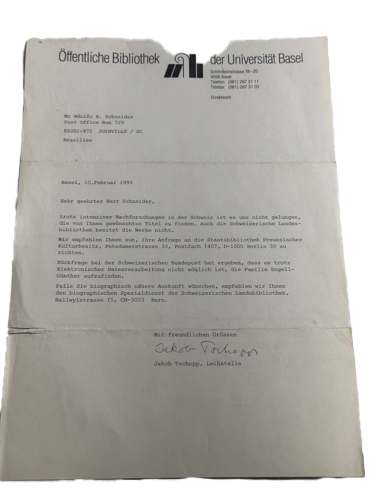 Öffentliche Bibliothek der Universität Basel
Schönbeinstrasse 18-20
4056 Basel
Telefon (061) 267 31 11
Telefax (061) 267 31 03
Direktwahl
Mr Adolfo B. Schneider
Post Office Box 729
89201-972 JOINVILLE / SC
Brasilien
Basel, 10.Februar 1993
Sehr geehrter Herr Schneider,
trotz intensiver Nachforschungen in der Schweiz ist es uns nicht gelungen,
die von Ihnen gewünschten Titel zu finden. Auch die Schweizerische Landes-
bibliothek besitzt die Werke nicht.
Wir empfehlen Ihnen nun, Ihre Anfrage an die Staatsbibliothek Preussischer
Kulturbesitz, Potsdamerstrasse 33, Postfach 1407, D-1000 Berlin 30 zu
richten.
Rückfrage bei der Schweizerischen Bundespost hat ergeben, dass es trotz
Elektronischer Datenverarbeitung nicht möglich ist, die Familie Engell-
Günther aufzufinden.
Falls Sie biographisch nähere Auskunft wünschen, empfehlen wir Ihnen
den biographischen Spezialdienst der Schweizerischen Landesbibliothek,
Hallwylstrasse 15, CH-3003 Bern.
Mit freundlichen Grüssen
Jakob Tschopp
Jakob Tschopp, Leihstelle